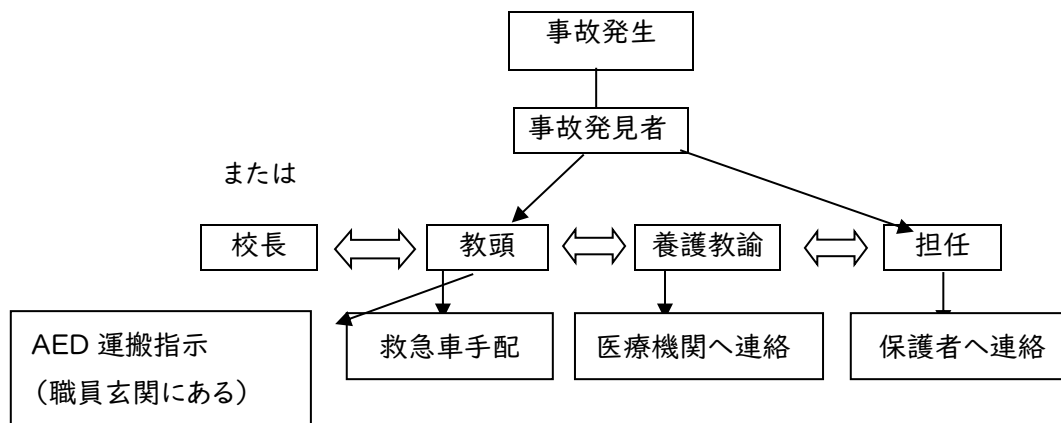 事故発生
事故発見者
または
校長
教頭
養護教諭
担任
AED 運搬指示
（職員玄関にある）
救急車手配
医療機関へ連絡
保護者へ連絡